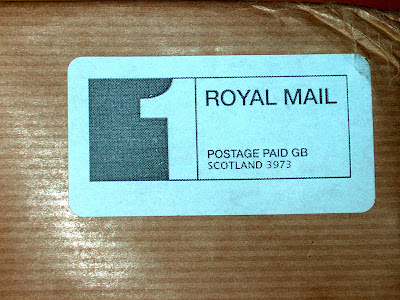 1
ROYAL MAIL
POSTAGE PAID GB
SCOTLAND 3973